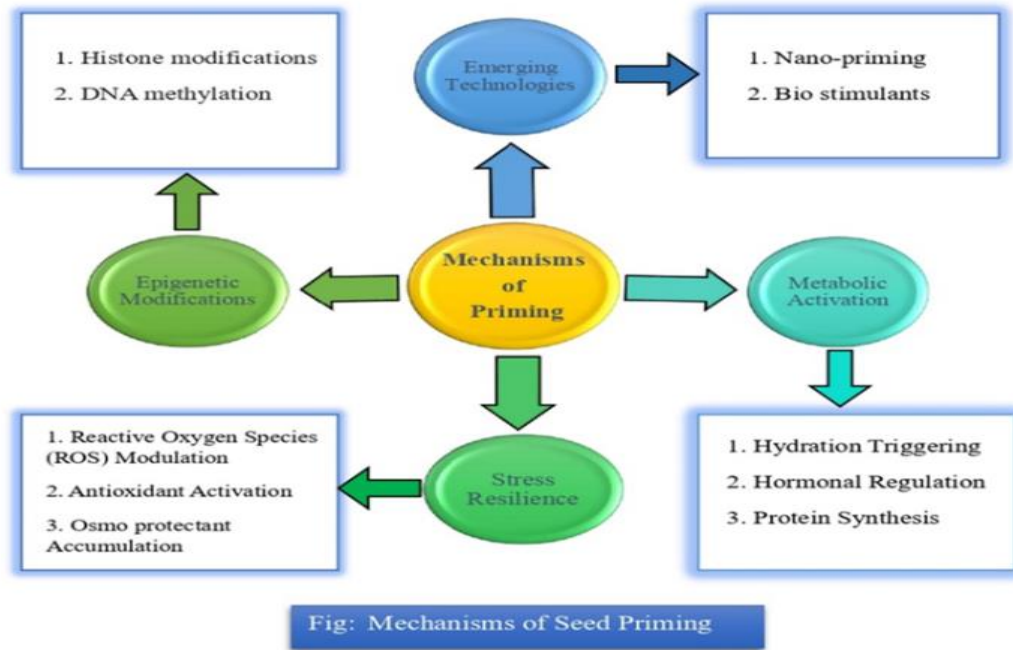 1. Histone modifications
2. DNA methylation
Emerging
Technologies
1. Nano-priming
2. Bio stimulants
Epigenetic
Modifications
Mechanisms
of
Priming
Metabolic
Activation
1. Reactive Oxygen Species
(ROS) Modulation
2. Antioxidant Activation
3. Osmo protectant
Accumulation
Stress
Resilience
1. Hydration Triggering
2. Hormonal Regulation
3. Protein Synthesis
Fig: Mechanisms of Seed Priming